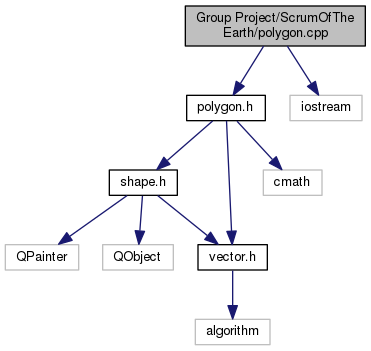 Group Project/ScrumOfThe
Earth/polygon.cpp
polygon.h
iostream
shape.h
cmath
QPainter
QObject
vector.h
algorithm